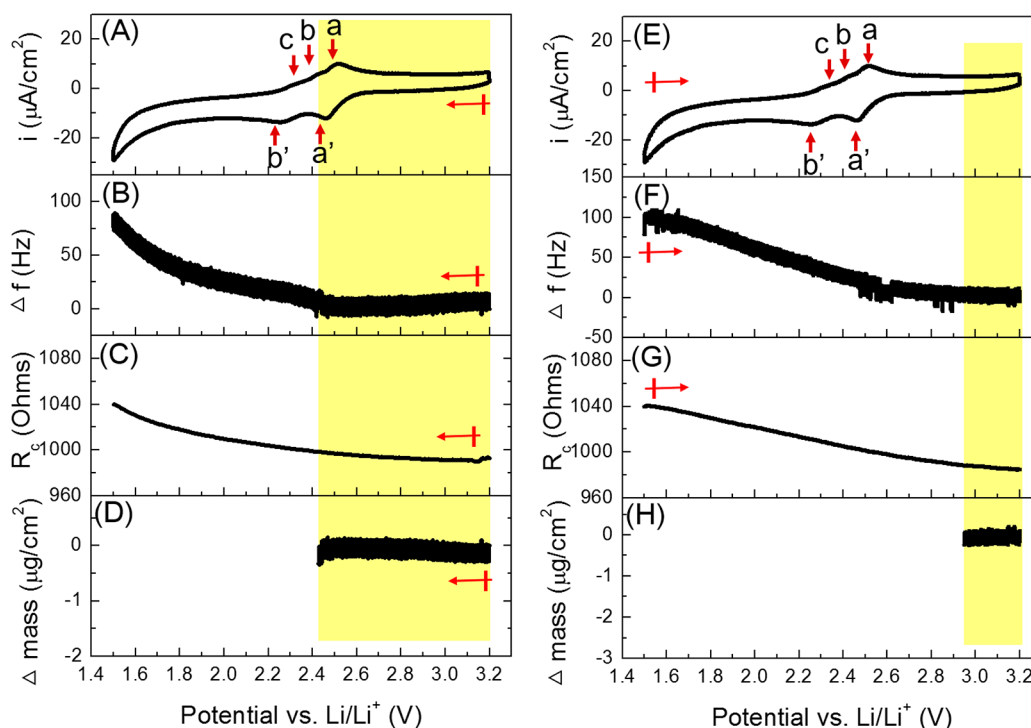 (A)
20
0
-20
i (μA/cm²)
c
b
a
b’
a’
(B)
100
50
0
Δ f (Hz)
(C)
1080
1040
1000
960
R_c (Ohms)
(D)
0
-1
-2
Δ mass (μg/cm²)
1.4 1.6 1.8 2.0 2.2 2.4 2.6 2.8 3.0 3.2
Potential vs. Li/Li⁺ (V)
(E)
20
0
-20
i (μA/cm²)
c
b
a
b’
a’
(F)
150
100
50
0
-50
Δ f (Hz)
(G)
1080
1040
1000
960
R_c (Ohms)
(H)
0
-1
-2
-3
Δ mass (μg/cm²)
1.4 1.6 1.8 2.0 2.2 2.4 2.6 2.8 3.0 3.2
Potential vs. Li/Li⁺ (V)